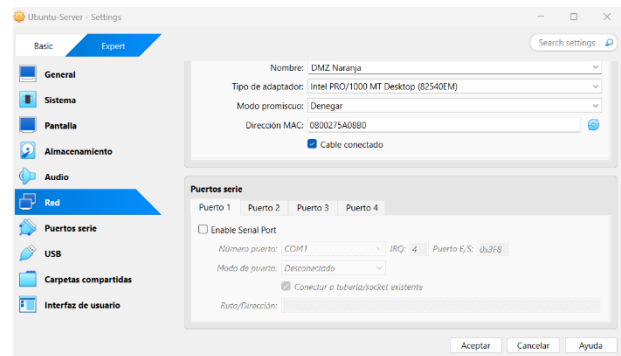 Ubuntu-Server - Settings
Basic Expert
Search settings
General
Sistema
Pantalla
Almacenamiento
Audio
Red
Puertos serie
USB
Carpetas compartidas
Interfaz de usuario
Nombre: DMZ Naranja
Tipo de adaptador: Intel PRO/1000 MT Desktop (82540EM)
Modo promiscuo: Denegar
Dirección MAC: 0800275A08B0
Cable conectado
Puertos serie
Puerto 1 Puerto 2 Puerto 3 Puerto 4
Enable Serial Port
Número puerto: COM1 IRQ: 4 Puerto E/S: 0x3F8
Modo de puerto: Desconectado
Conectar a tubería/socket existente
Ruta/Dirección:
Aceptar Cancelar Ayuda